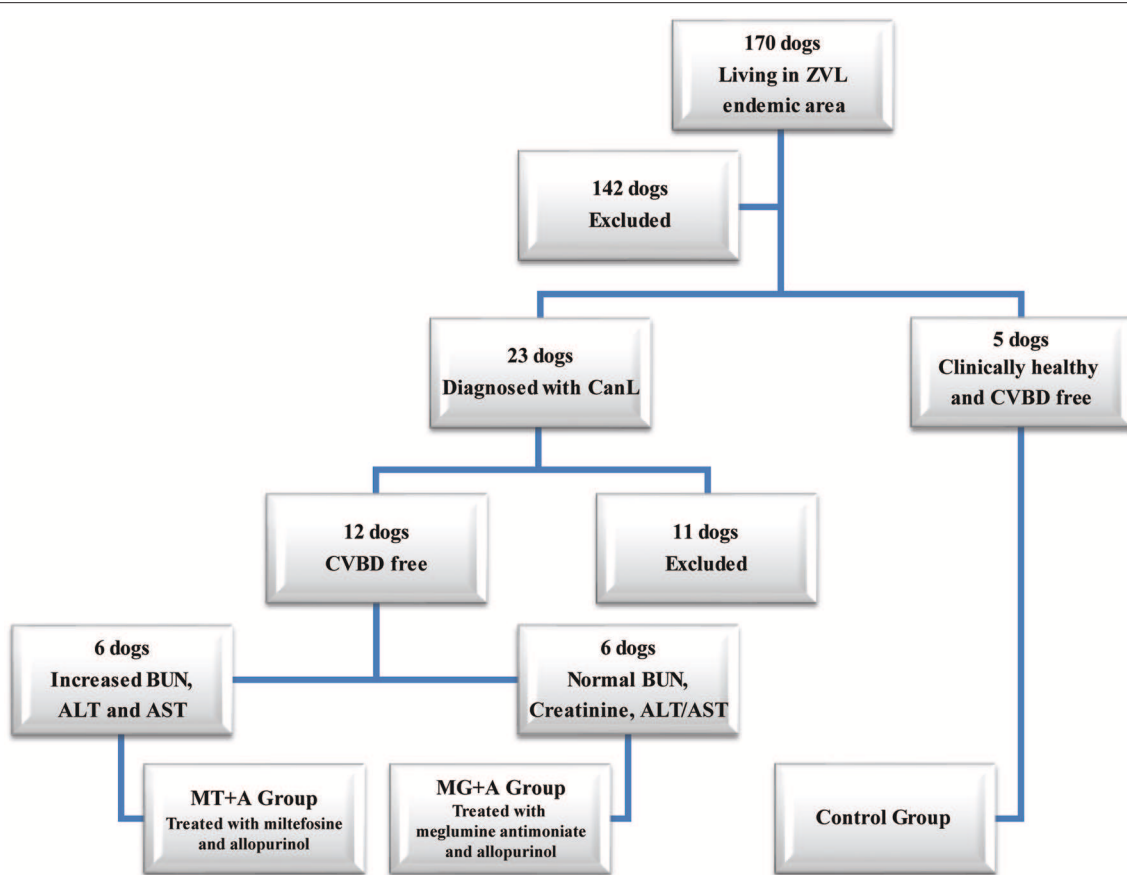 170 dogs
Living in ZVL
endemic area
142 dogs
Excluded
23 dogs
Diagnosed with CanL
5 dogs
Clinically healthy
and CVBD free
12 dogs
CVBD free
11 dogs
Excluded
6 dogs
Increased BUN,
ALT and AST
6 dogs
Normal BUN,
Creatinine, ALT/AST
MT+A Group
Treated with miltefosine
and allopurinol
MG+A Group
Treated with
meglumine antimoniate
and allopurinol
Control Group